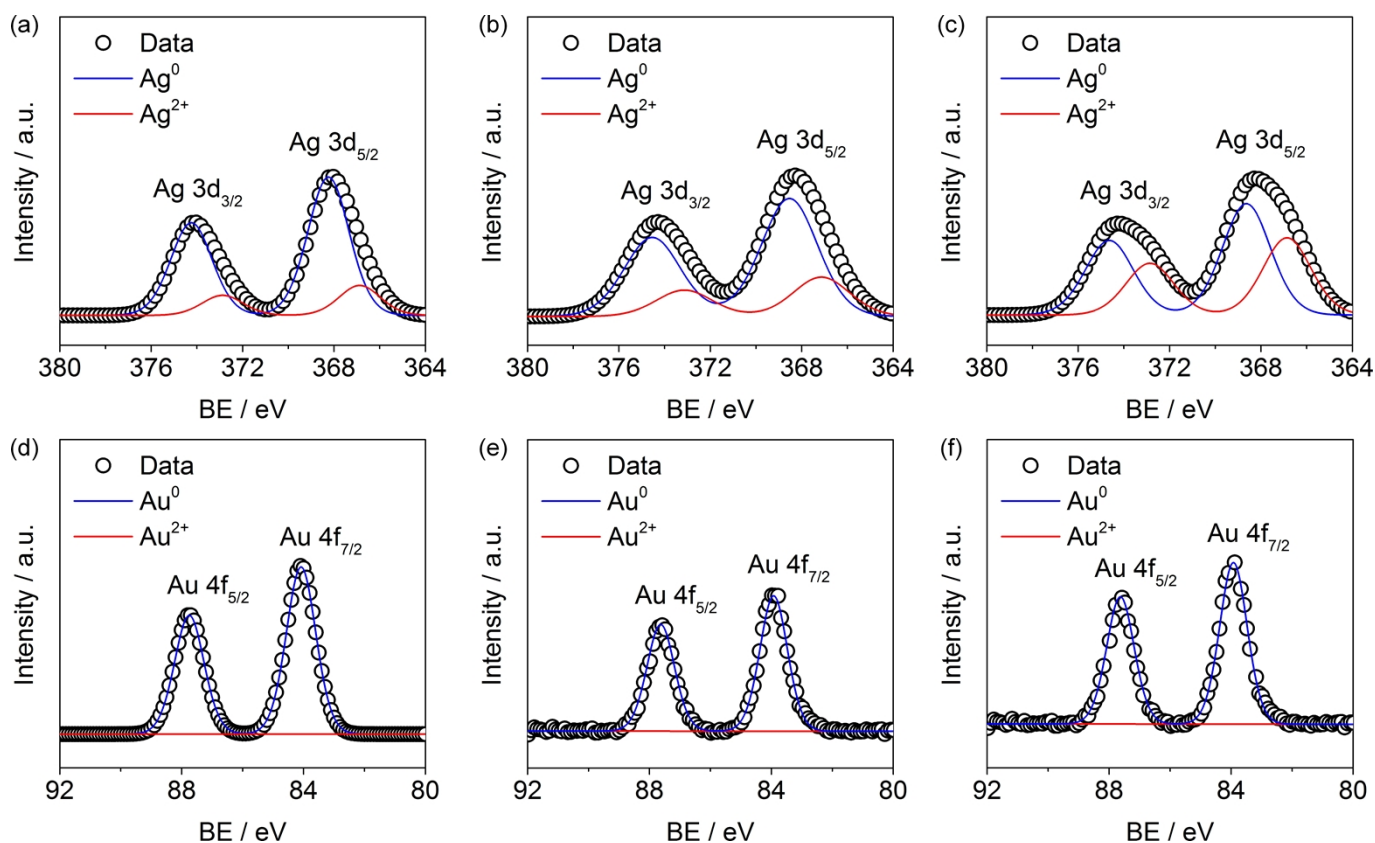 (a)
Data
Ag⁰
Ag²⁺
Ag 3d₅/₂
Ag 3d₃/₂
Intensity / a.u.
380 376 372 368 364
BE / eV
(b)
Data
Ag⁰
Ag²⁺
Ag 3d₅/₂
Ag 3d₃/₂
Intensity / a.u.
380 376 372 368 364
BE / eV
(c)
Data
Ag⁰
Ag²⁺
Ag 3d₅/₂
Ag 3d₃/₂
Intensity / a.u.
380 376 372 368 364
BE / eV
(d)
Data
Au⁰
Au²⁺
Au 4f₇/₂
Au 4f₅/₂
Intensity / a.u.
92 88 84 80
BE / eV
(e)
Data
Au⁰
Au²⁺
Au 4f₇/₂
Au 4f₅/₂
Intensity / a.u.
92 88 84 80
BE / eV
(f)
Data
Au⁰
Au²⁺
Au 4f₇/₂
Au 4f₅/₂
Intensity / a.u.
92 88 84 80
BE / eV